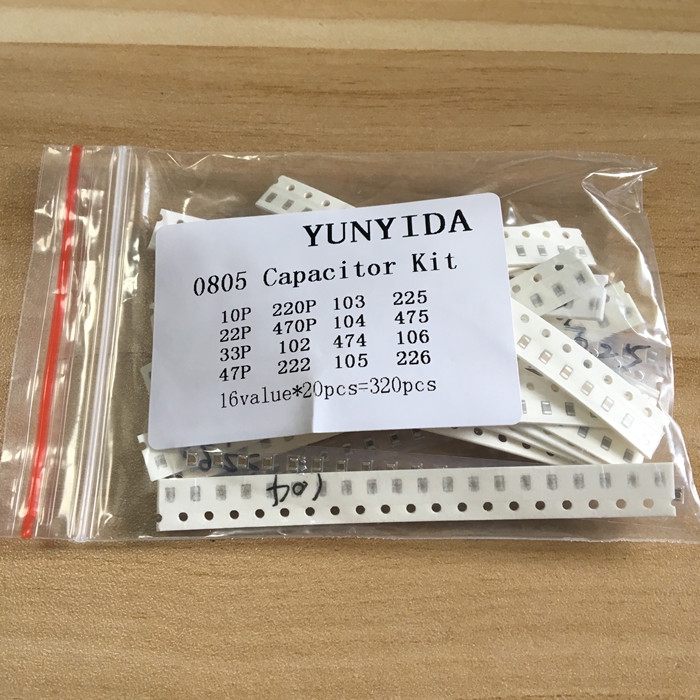 YUNYIDA
0805 Capacitor Kit
10P 220P 103 225
22P 470P 104 475
33P 102 474 106
47P 222 105 226
16value*20pcs=320pcs
104